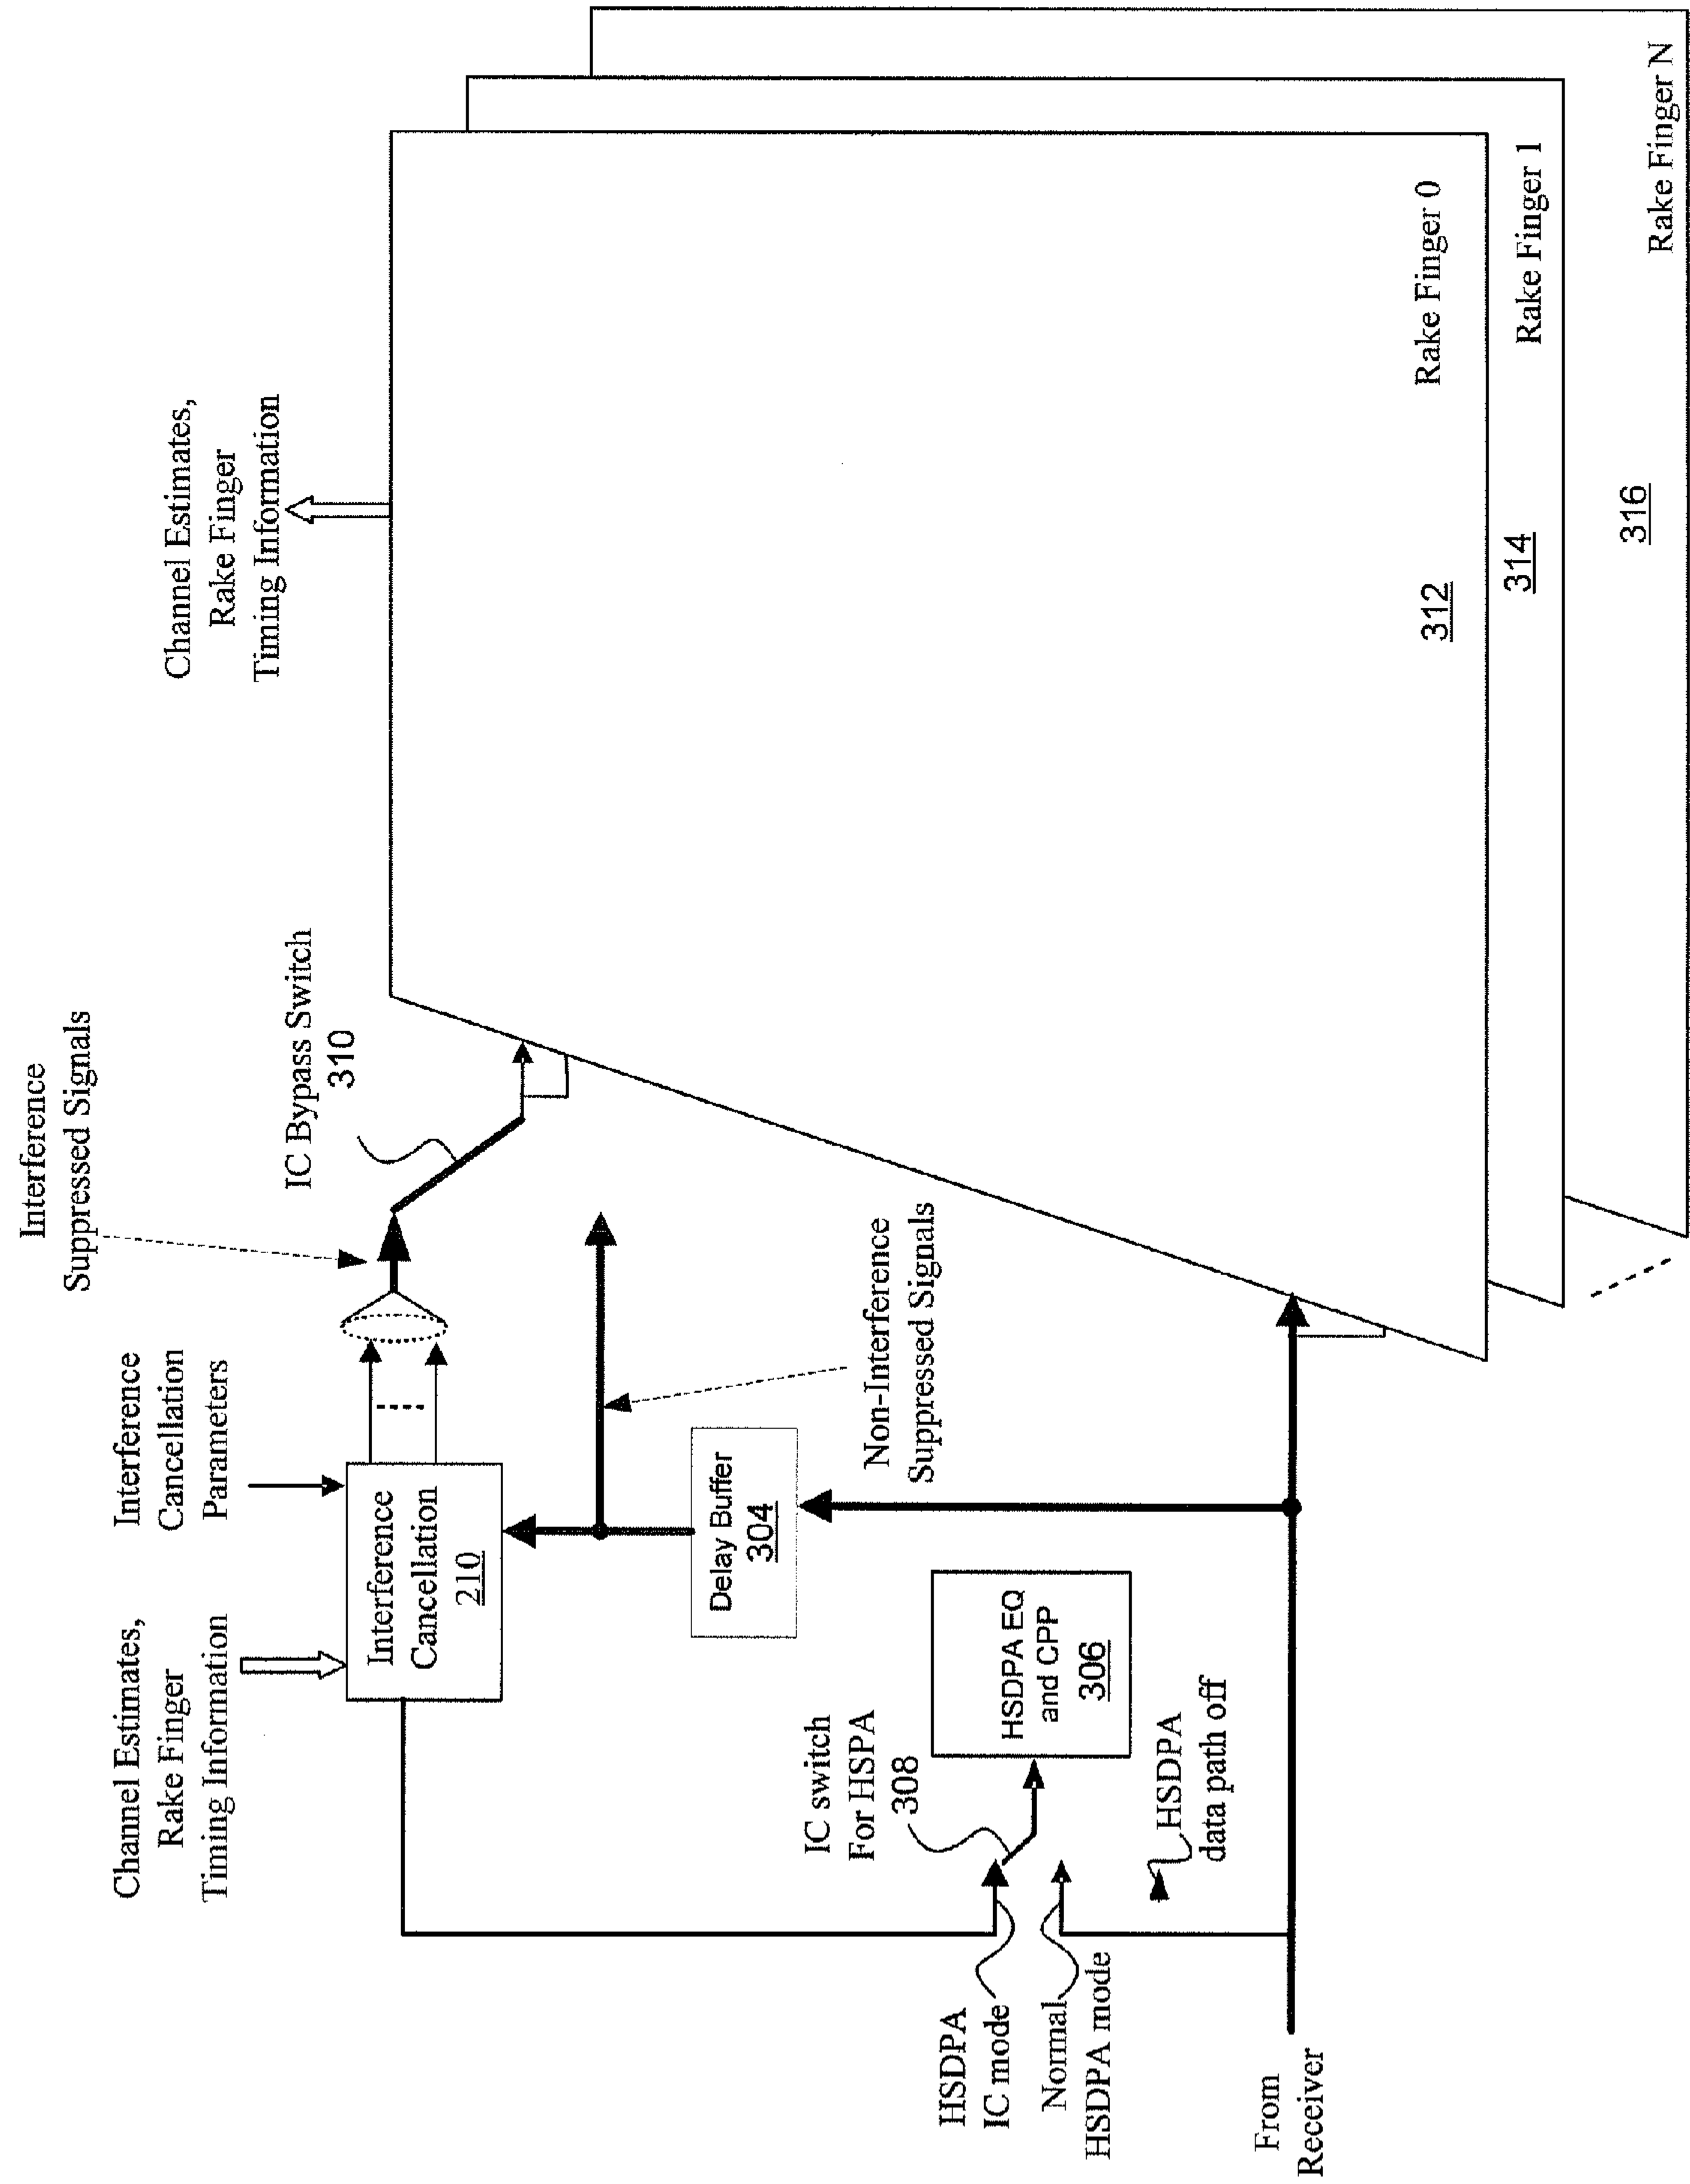 Channel Estimates,
Rake Finger
Timing Information
Interference
Cancellation
Parameters
Interference
Suppressed Signals
IC Bypass Switch
310
Channel Estimates,
Rake Finger
Timing Information
Interference
Cancellation
210
Delay Buffer
304
Non-Interference
Suppressed Signals
IC switch
For HSPA
308
HSDPA EQ
and CPP
306
HSDPA
IC mode
Normal
HSDPA mode
HSDPA
data path off
From
Receiver
312
Rake Finger 0
314
Rake Finger 1
316
Rake Finger N